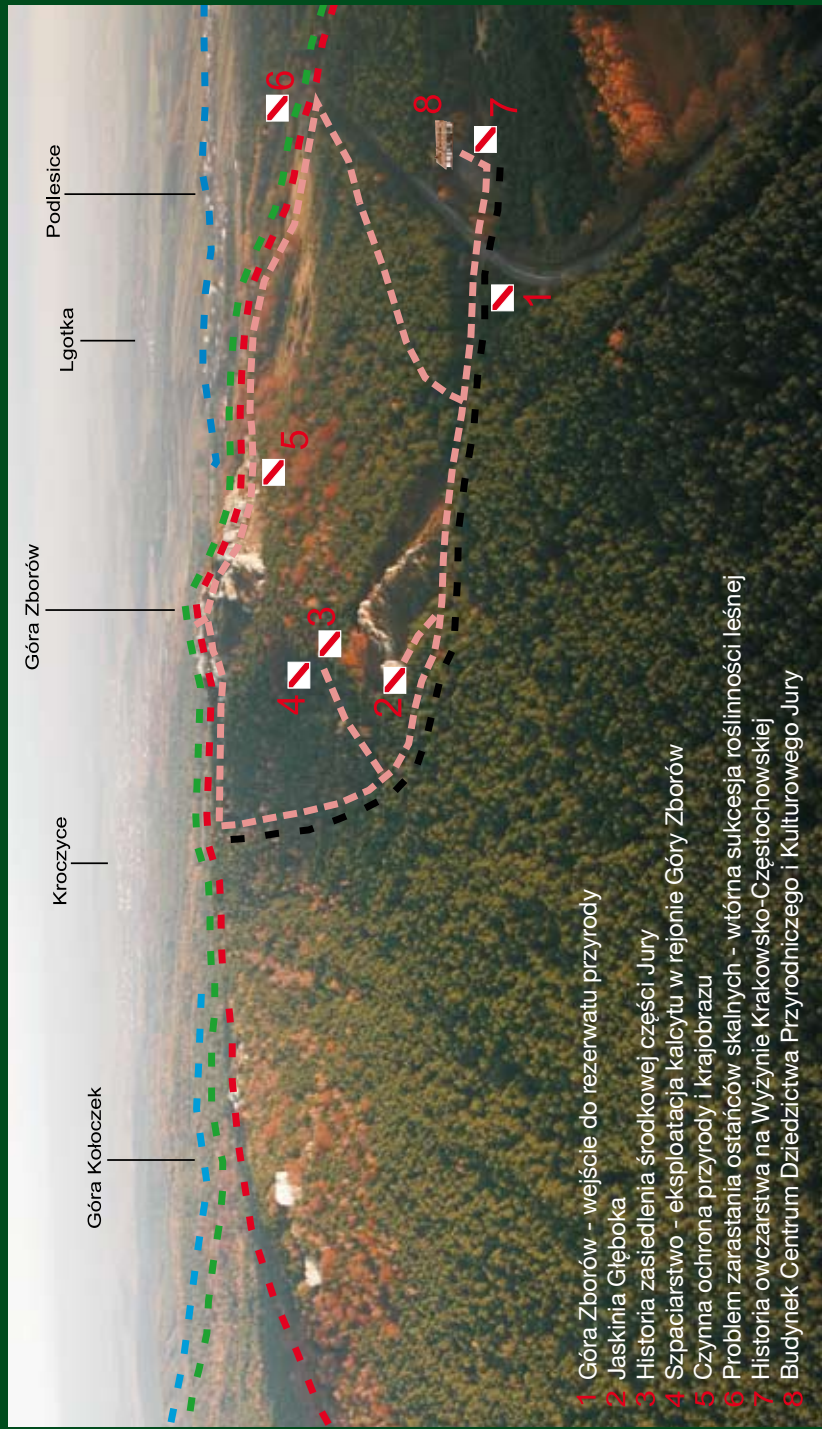 Góra Kołoczek
Kroczyce
Góra Zborów
Lgotka
Podlesice
6
8
7
5
1
3
4
2
1 Góra Zborów - wejście do rezerwatu przyrody
2 Jaskinia Głęboka
3 Historia zasiedlenia środkowej części Jury
4 Szpaciarstwo - eksploatacja kalcytu w rejonie Góry Zborów
5 Czynna ochrona przyrody i krajobrazu
6 Problem zarastania ostańców skalnych - wtórna sukcesja roślinności leśnej
7 Historia owczarstwa na Wyżynie Krakowsko-Częstochowskiej
8 Budynek Centrum Dziedzictwa Przyrodniczego i Kulturowego Jury